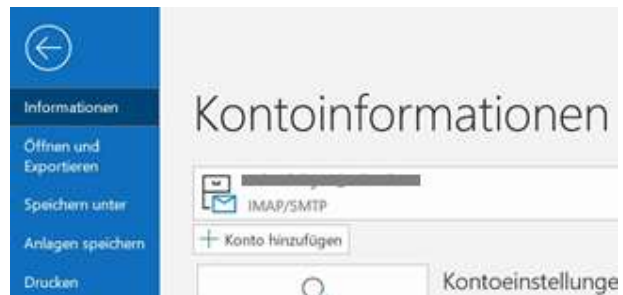 Informationen
Kontoinformationen
Öffnen und
Exportieren
Speichern unter
IMAP/SMTP
Anlagen speichern
Konto hinzufügen
Drucken
Kontoeinstellunge